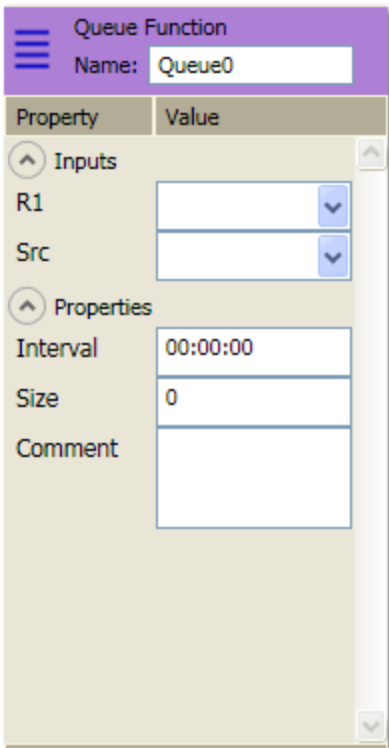 Queue Function
Name: Queue0
Property Value
Inputs
R1
Src
Properties
Interval 00:00:00
Size 0
Comment